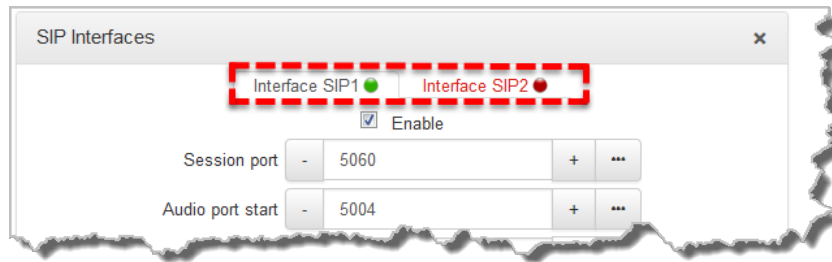 SIP Interfaces ×
Interface SIP1 Interface SIP2
Enable
Session port - 5060 + •••
Audio port start - 5004 + •••